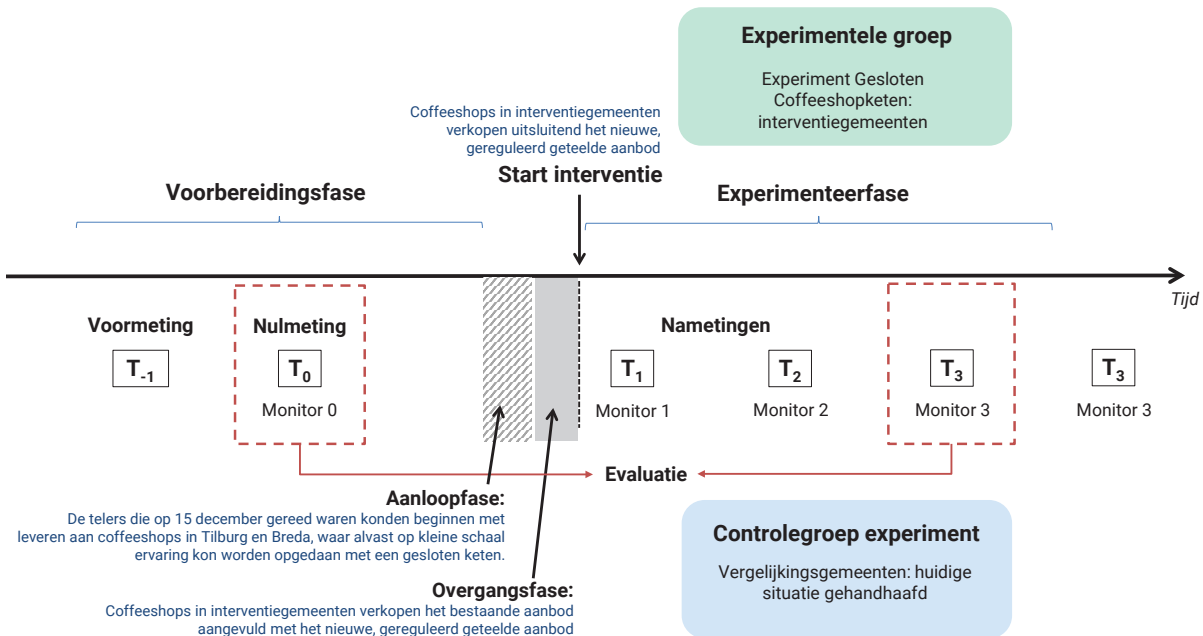 Experimentele groep
Experiment Gesloten
Coffeeshopketen:
interventiegemeenten
Coffeeshops in interventiegemeenten
verkopen uitsluitend het nieuwe,
gereguleerd geteelde aanbod
Start interventie
Voorbereidingsfase
Experimenteerfase
Tijd
Voormeting
Nulmeting
Nametingen
T-1
T0
T1
T2
T3
T3
Monitor 0
Monitor 1
Monitor 2
Monitor 3
Monitor 3
Evaluatie
Aanloopfase:
De telers die op 15 december gereed waren konden beginnen met
leveren aan coffeeshops in Tilburg en Breda, waar alvast op kleine schaal
ervaring kon worden opgedaan met een gesloten keten.
Overgangsfase:
Coffeeshops in interventiegemeenten verkopen het bestaande aanbod
aangevuld met het nieuwe, gereguleerd geteelde aanbod
Controlegroep experiment
Vergelijkingsgemeenten: huidige
situatie gehandhaafd